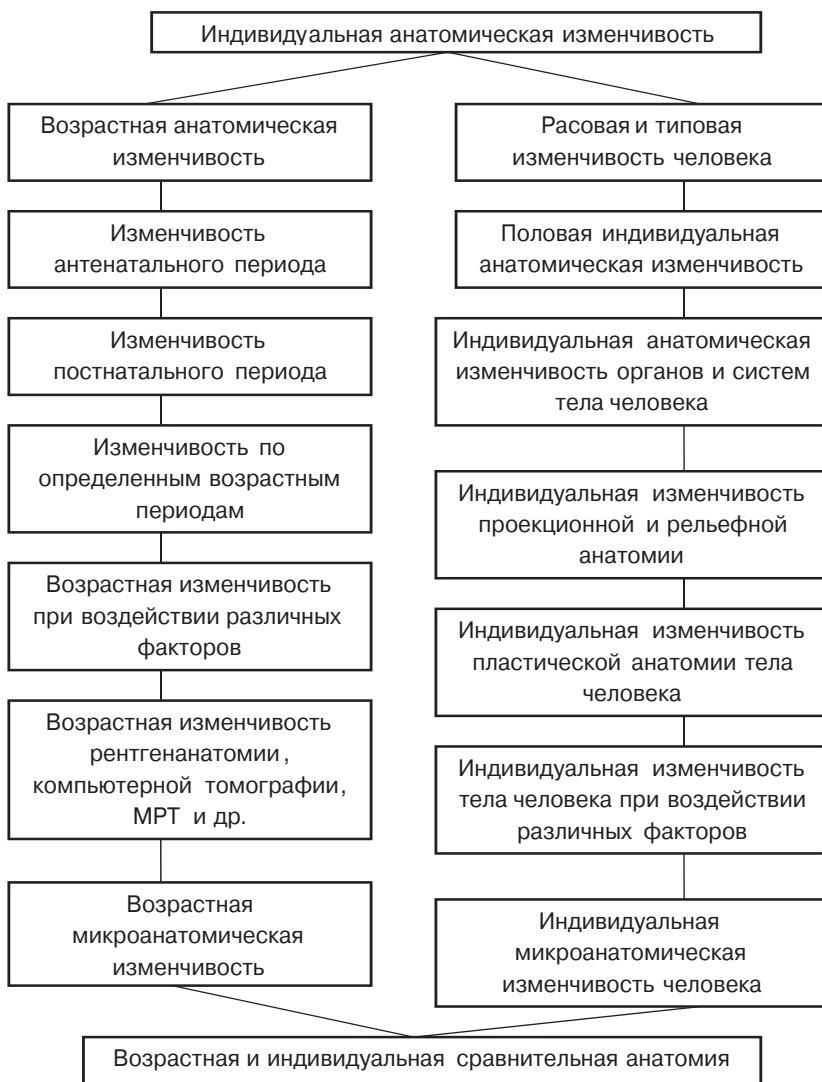 Индивидуальная анатомическая изменчивость
Возрастная анатомическая
изменчивость
Изменчивость
антенатального периода
Изменчивость
постнатального периода
Изменчивость по
определенным возрастным
периодам
Возрастная изменчивость
при воздействии различных
факторов
Возрастная изменчивость
рентгенанатомии,
компьютерной томографии,
МРТ и др.
Возрастная
микроанатомическая
изменчивость
Расовая и типовая
изменчивость человека
Половая индивидуальная
анатомическая изменчивость
Индивидуальная анатомическая
изменчивость органов и систем
тела человека
Индивидуальная изменчивость
проекционной и рельефной
анатомии
Индивидуальная изменчивость
пластической анатомии тела
человека
Индивидуальная изменчивость
тела человека при воздействии
различных факторов
Индивидуальная
микроанатомическая
изменчивость человека
Возрастная и индивидуальная сравнительная анатомия